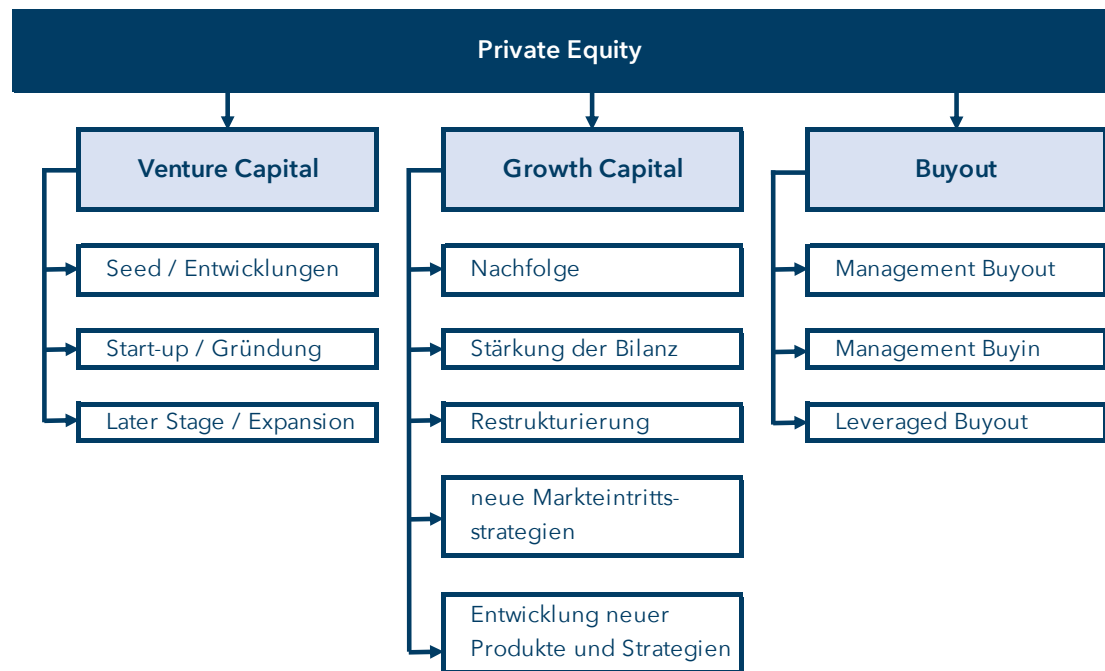 Private Equity
Venture Capital
Seed / Entwicklungen
Start-up / Gründung
Later Stage / Expansion
Growth Capital
Nachfolge
Stärkung der Bilanz
Restrukturierung
neue Markteintritts-
strategien
Entwicklung neuer
Produkte und Strategien
Buyout
Management Buyout
Management Buyin
Leveraged Buyout